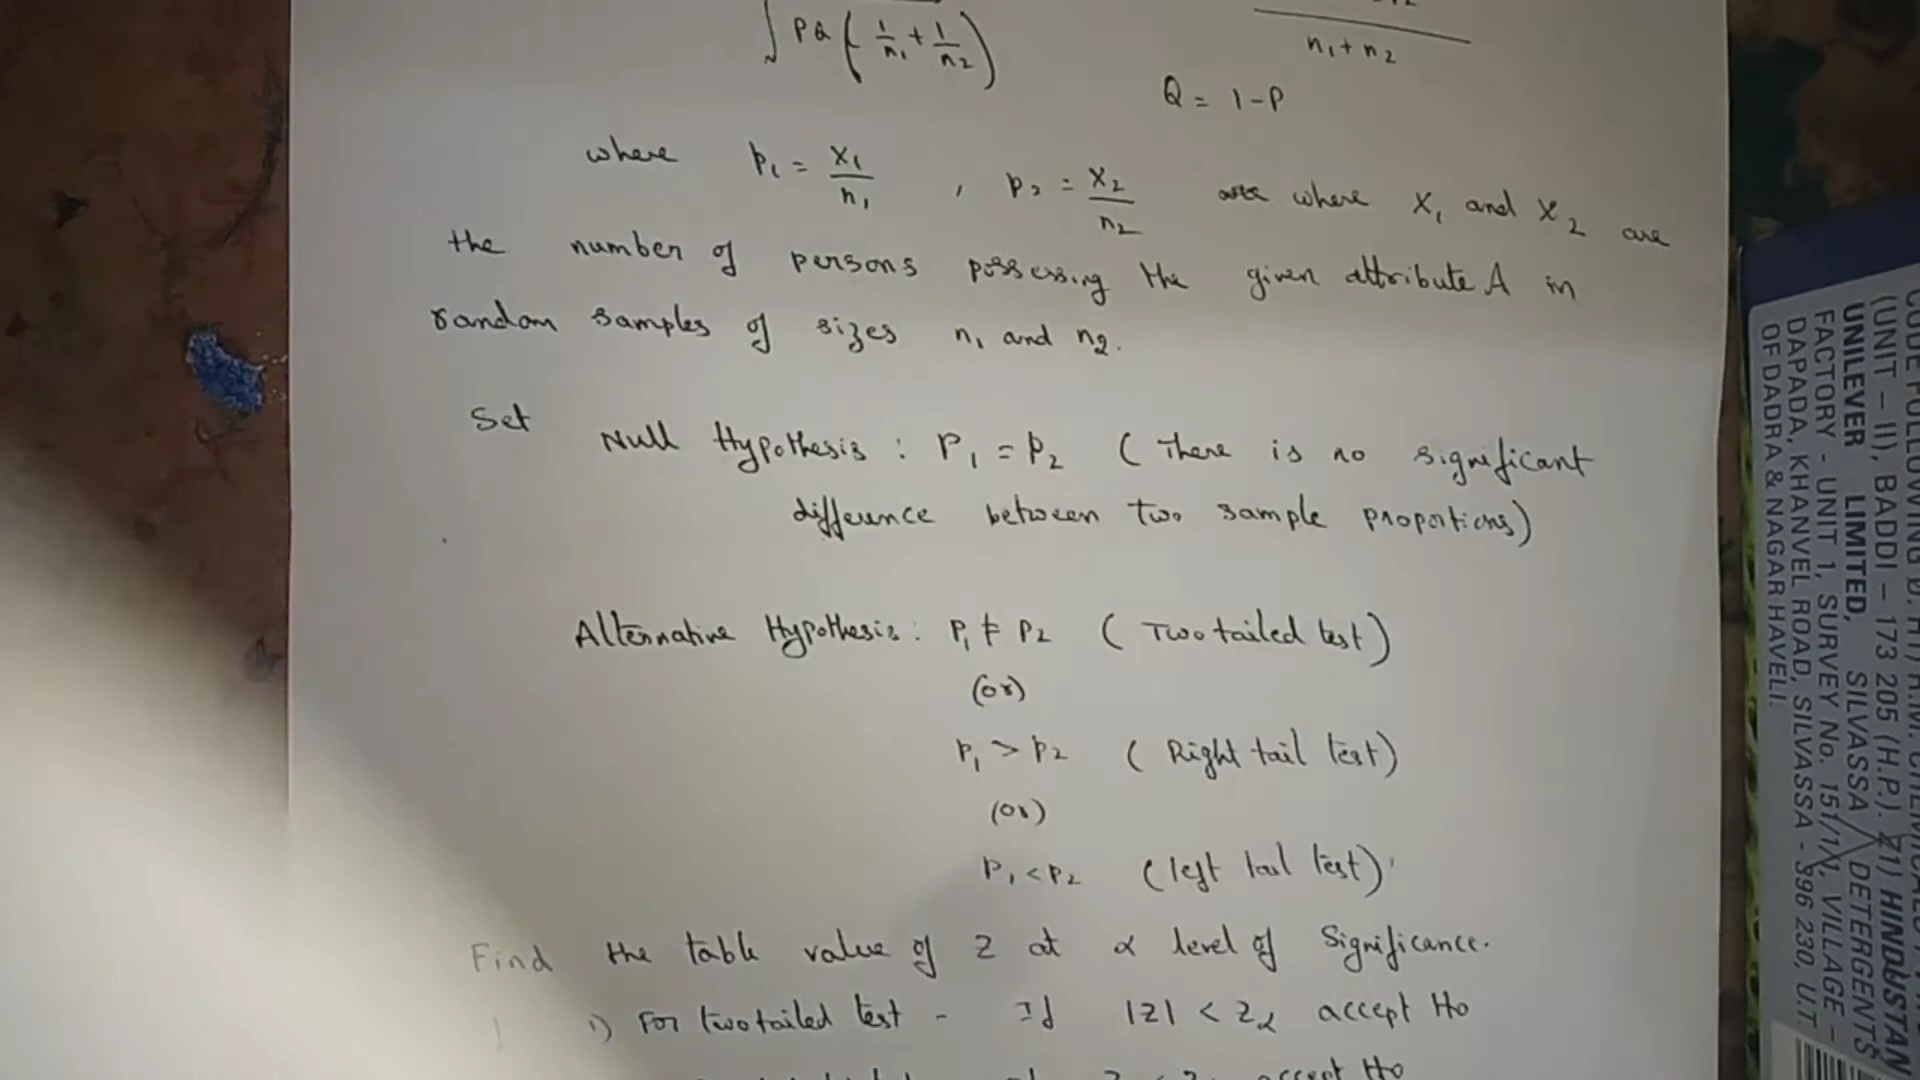 √PQ(1/n1 + 1/n2)
n1+n2
Q = 1-P
where p1 = x1/n1 , p2 = x2/n2 where x1 and x2 are
the number of persons possessing the given attribute A in
random samples of sizes n1 and n2.
Set Null Hypothesis : P1 = P2 ( There is no significant
difference between two sample proportions)
Alternative Hypothesis : P1 ≠ P2 ( Two tailed test)
(or)
P1 > P2 ( Right tail test)
(or)
P1 < P2 (left tail test)
Find the table value of z at α level of Significance.
1) For two tailed test - If |z| < zα accept Ho
accept Ho
(UNIT – II), BADDI – 173 205 (H.P.). 21) HINDUSTAN
UNILEVER LIMITED, SILVASSA DETERGENTS
FACTORY - UNIT 1, SURVEY No. 151/1/1, VILLAGE –
DAPADA, KHANVEL ROAD, SILVASSA - 396 230, U.T.
OF DADRA & NAGAR HAVELI.